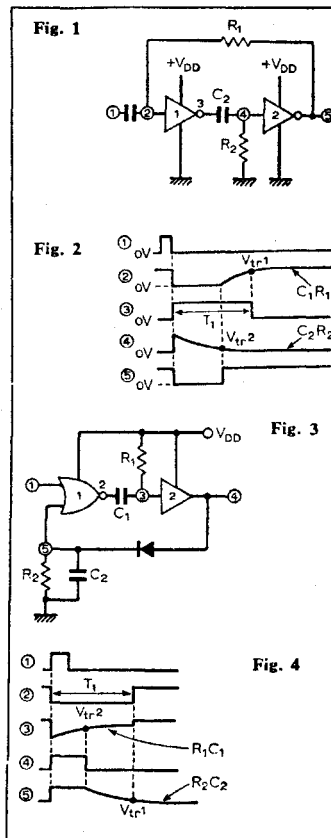 Fig. 1
R1
+VDD
+VDD
① ② 1 3 C2 ④ 2 ⑤
R2
Fig. 2
① 0V
Vtr1
② 0V
C1R1
③ 0V
T1
④ 0V
Vtr2
C2R2
⑤ 0V
Fig. 3
VDD
R1
① 1 2 C1 ③ 2 ④
⑤
R2 C2
Fig. 4
①
② T1
Vtr2
③
R1C1
④
⑤
R2C2
Vtr1